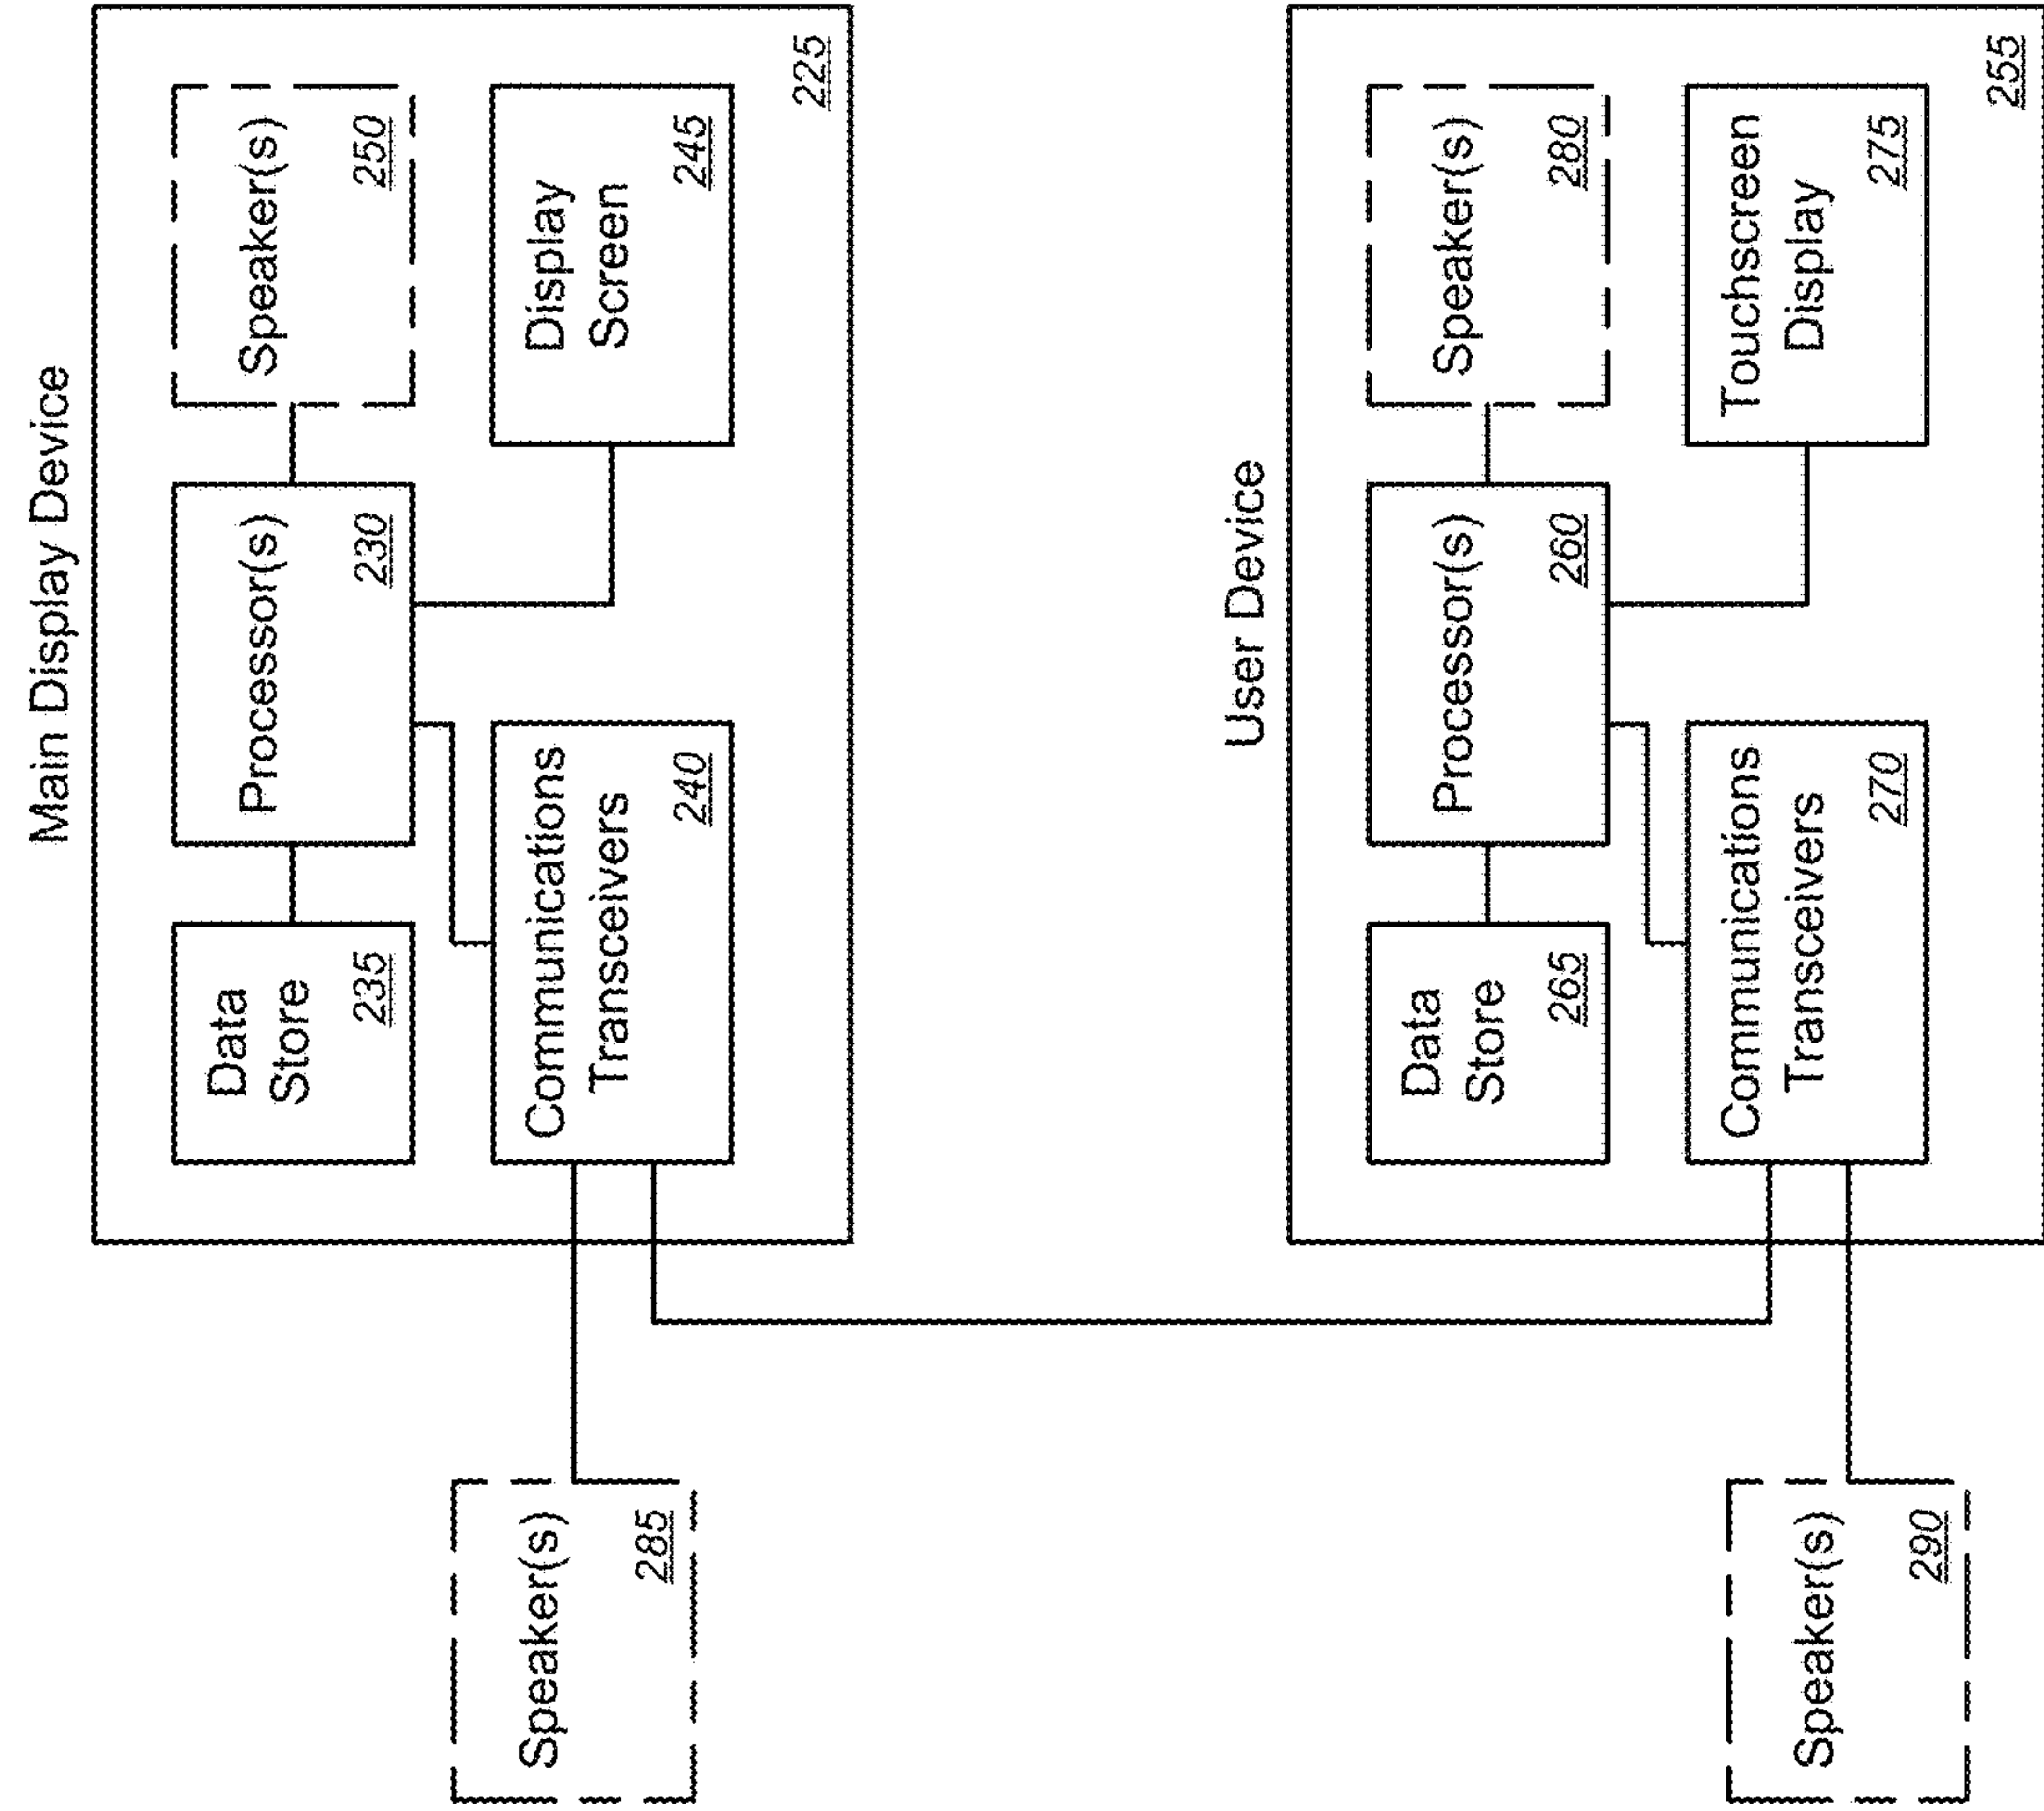 Main Display Device
Data
Store
235
Processor(s)
230
Speaker(s)
250
Communications
Transceivers
240
Display
Screen
245
225
Speaker(s)
285
User Device
Data
Store
265
Processor(s)
260
Speaker(s)
280
Communications
Transceivers
270
Touchscreen
Display
275
255
Speaker(s)
290